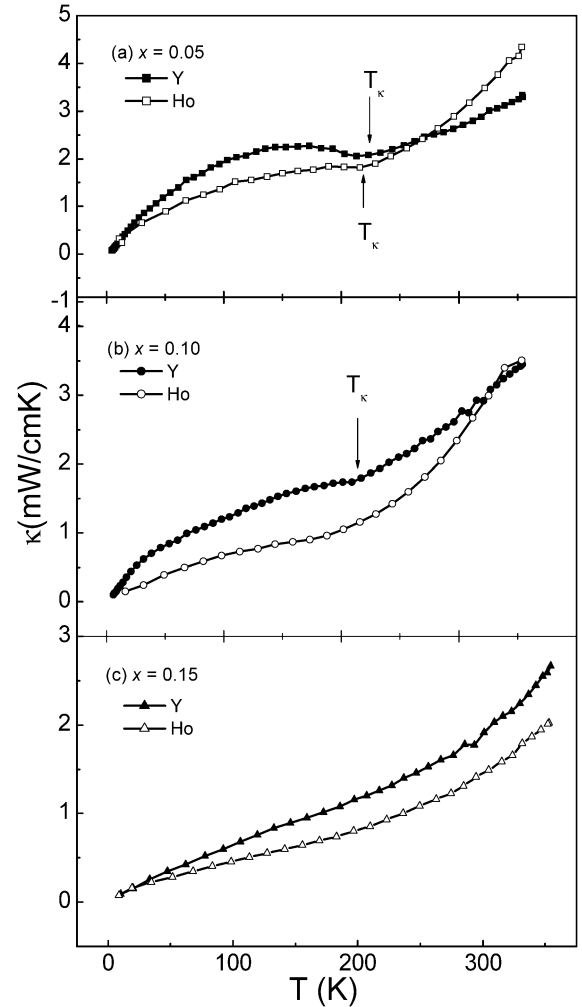 5
(a) x = 0.05
Y
Ho
4
3
2
1
0
-1
Tκ
Tκ
4
(b) x = 0.10
Y
Ho
3
2
1
0
Tκ
κ(mW/cmK)
3
(c) x = 0.15
Y
Ho
2
1
0
0 100 200 300
T (K)